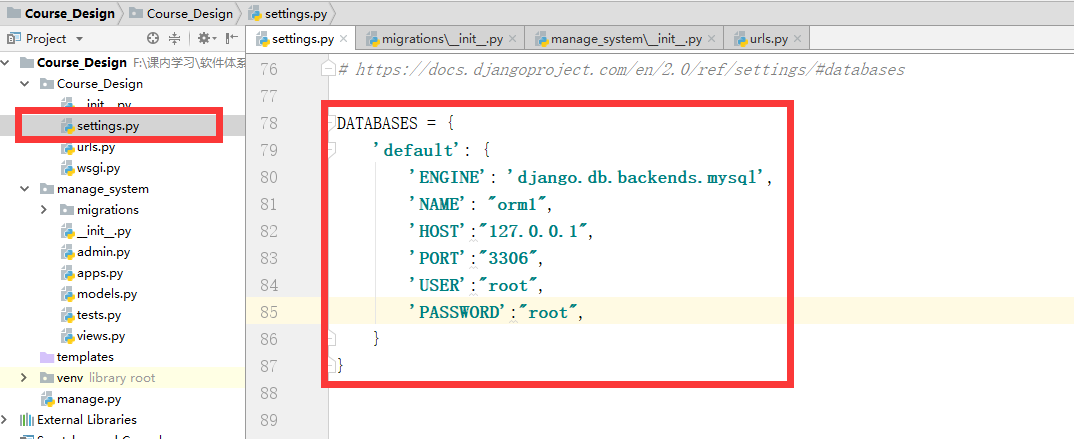 Course_Design Course_Design settings.py
Project
settings.py migrations\__init__.py manage_system\__init__.py urls.py
Course_Design F:\课内学习\软件体系
Course_Design
__init__.py
settings.py
urls.py
wsgi.py
manage_system
migrations
__init__.py
admin.py
apps.py
models.py
tests.py
views.py
templates
venv library root
manage.py
External Libraries
76 # https://docs.djangoproject.com/en/2.0/ref/settings/#databases
77
78 DATABASES = {
79 'default': {
80 'ENGINE': 'django.db.backends.mysql',
81 'NAME': "orm1",
82 'HOST':"127.0.0.1",
83 'PORT':"3306",
84 'USER':"root",
85 'PASSWORD':"root",
86 }
87 }
88
89